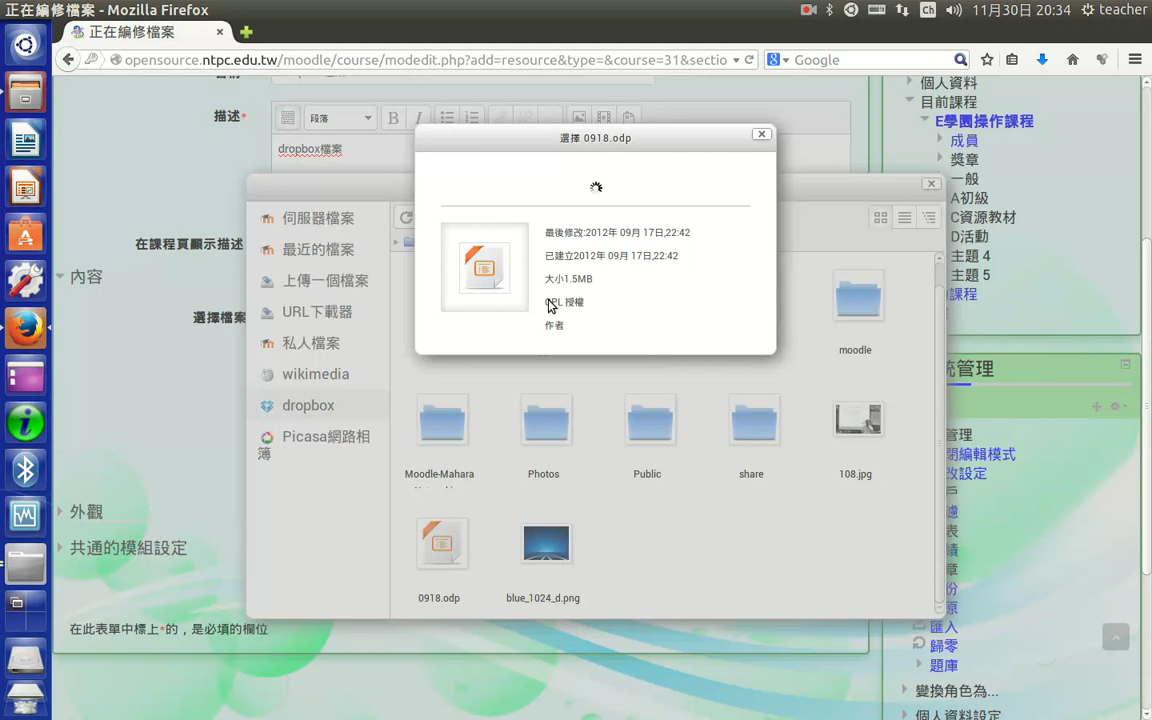 正在編修檔案 - Mozilla Firefox
Ch
11月30日 20:34
teacher
正在編修檔案
opensource.ntpc.edu.tw/moodle/course/modedit.php?add=resource&type=&course=31&sectio
Google
描述*
段落
B
I
dropbox檔案
在課程頁顯示描述
內容
選擇檔案
外觀
共通的模組設定
在此表單中標上*的，是必須的欄位
選擇 0918.odp
最後修改:2012年 09月 17日,22:42
已建立2012年 09月 17日,22:42
大小1.5MB
授權
作者
伺服器檔案
最近的檔案
上傳一個檔案
URL下載器
私人檔案
wikimedia
dropbox
Picasa網路相
簿
moodle
Moodle-Mahara
Photos
Public
share
108.jpg
0918.odp
blue_1024_d.png
個人資料
目前課程
E學園操作課程
成員
獎章
一般
A初級
C資源教材
D活動
主題 4
主題 5
課程
統管理
管理
閉編輯模式
改設定
匯入
歸零
題庫
變換角色為...
個人資料設定